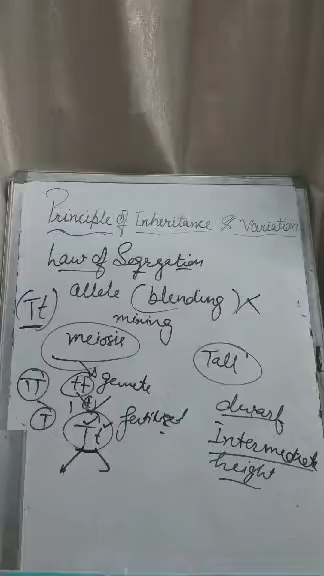 Principle of Inheritance & Variation
Law of Segregation
Tt allele (blending) X
mining
meiosis
Tall
TT tt gamete
T t
Tt fertilized
dwarf
Intermediate
height